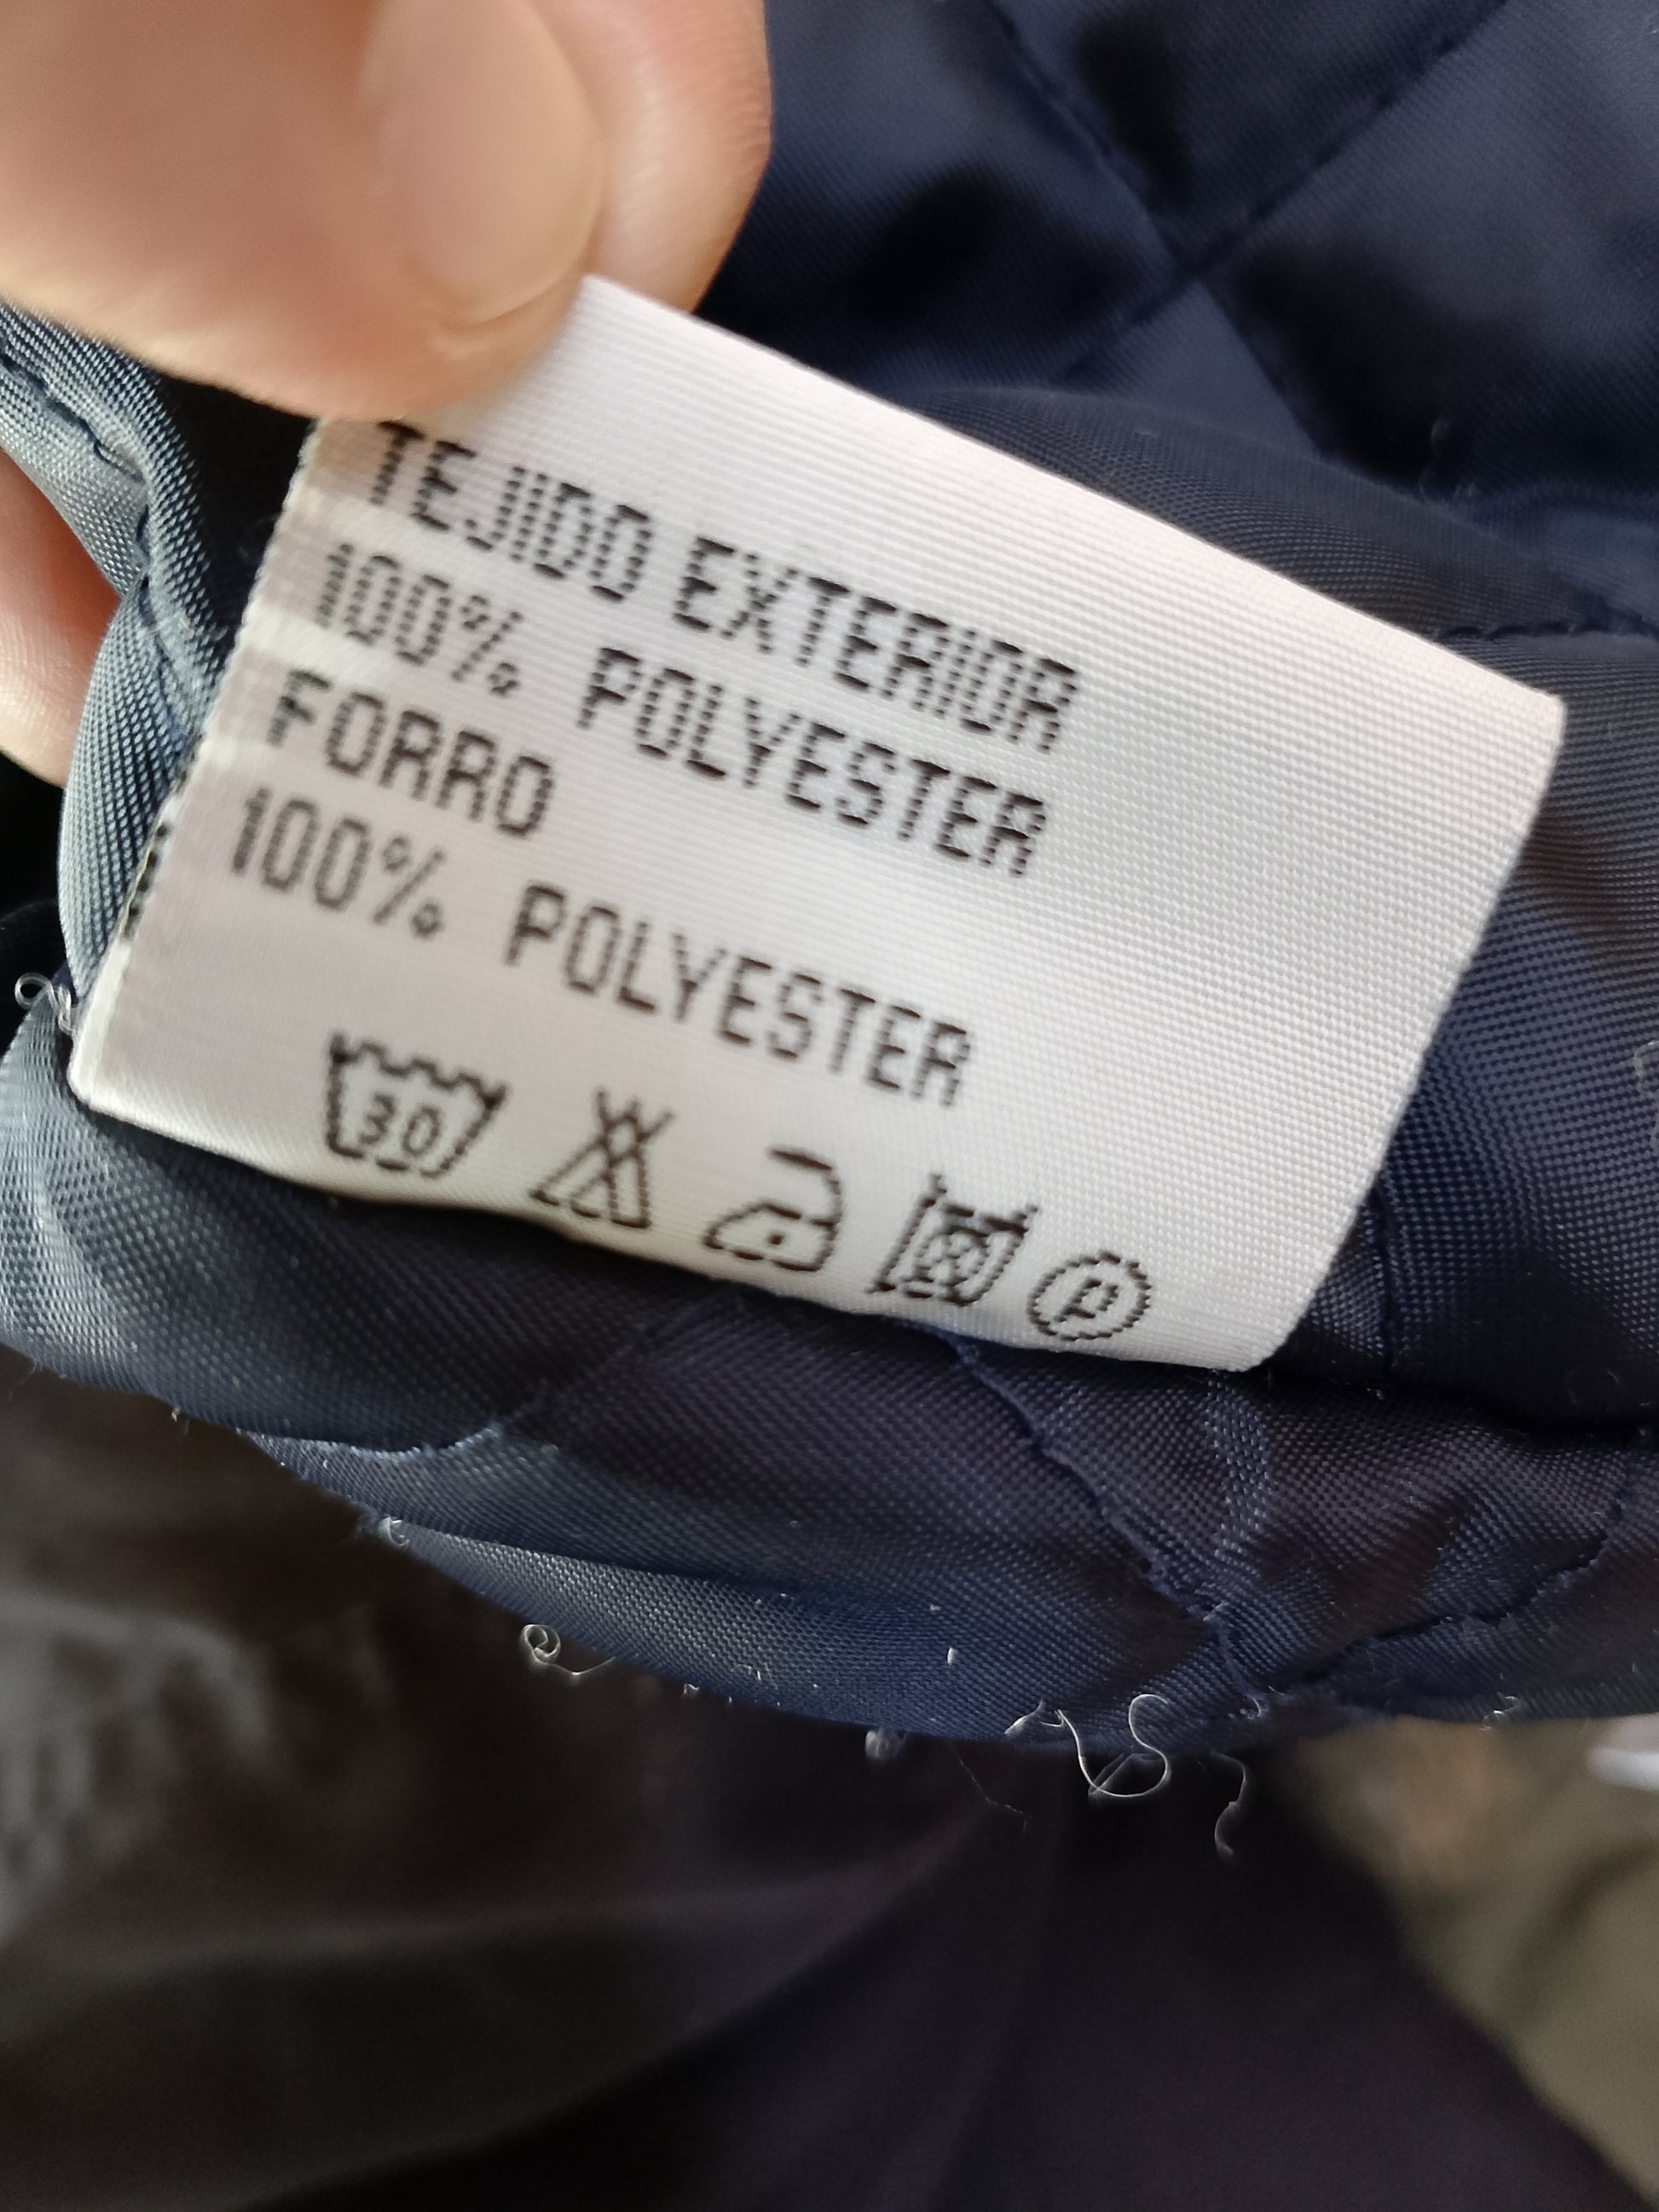 TEJIDO EXTERIOR
100% POLYESTER
FORRO
100% POLYESTER
30 P